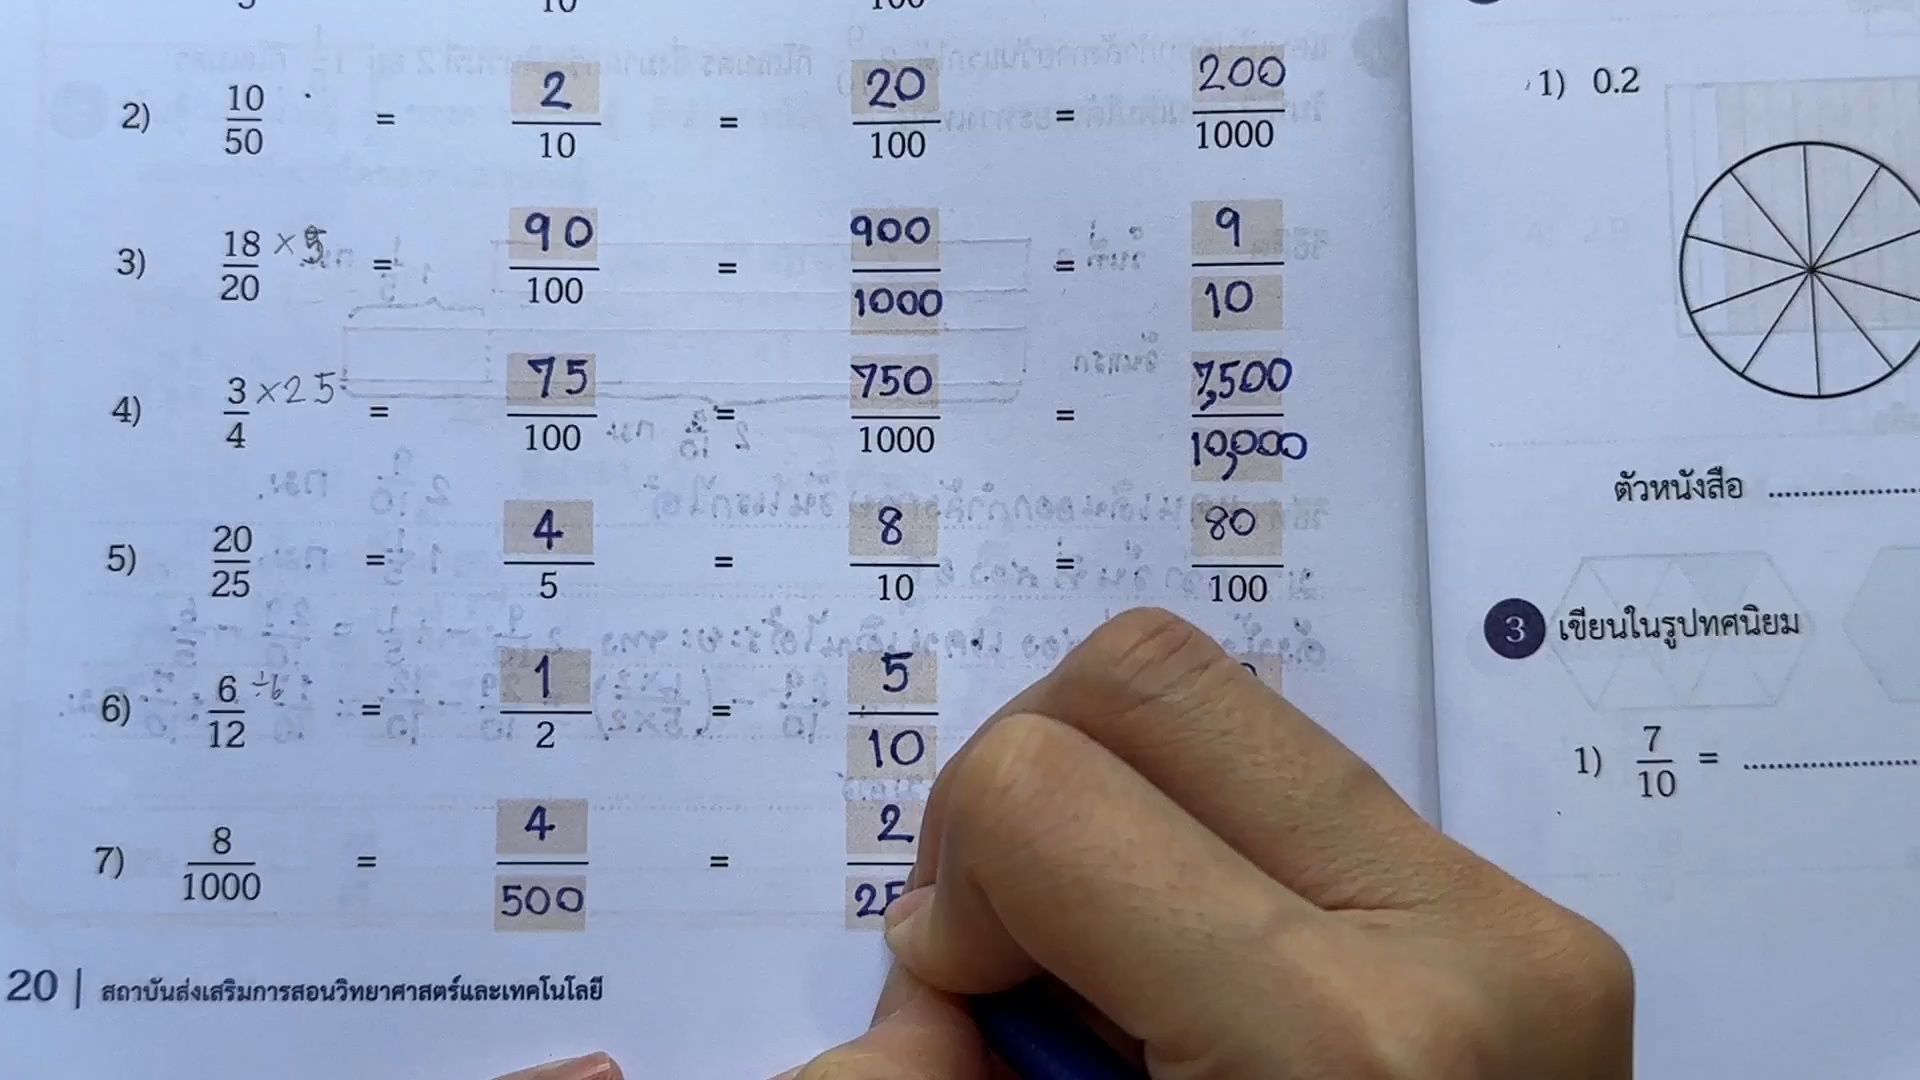 2) 10/50 = 2/10 = 20/100 = 200/1000
3) 18/20 × 5 = 90/100 = 900/1000 = 9/10
4) 3/4 × 25 = 75/100 = 750/1000 = 7,500/10,000
5) 20/25 = 4/5 = 8/10 = 80/100
6) 6/12 ÷6 = 1/2 = 5/10
7) 8/1000 = 4/500 = 2/25
20 | สถาบันส่งเสริมการสอนวิทยาศาสตร์และเทคโนโลยี
1) 0.2
ตัวหนังสือ
3 เขียนในรูปทศนิยม
1) 7/10 =